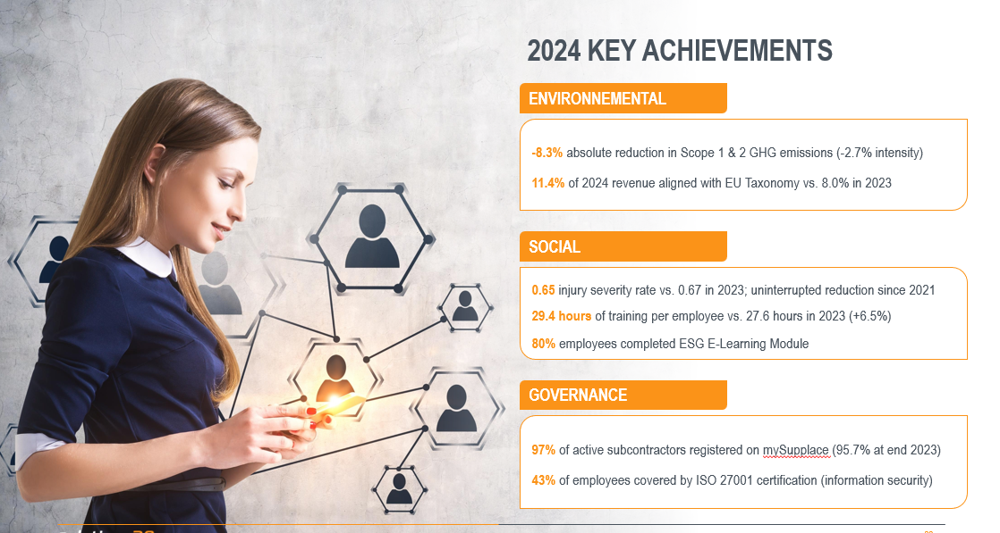 2024 KEY ACHIEVEMENTS
ENVIRONNEMENTAL
-8.3% absolute reduction in Scope 1 & 2 GHG emissions (-2.7% intensity)
11.4% of 2024 revenue aligned with EU Taxonomy vs. 8.0% in 2023
SOCIAL
0.65 injury severity rate vs. 0.67 in 2023; uninterrupted reduction since 2021
29.4 hours of training per employee vs. 27.6 hours in 2023 (+6.5%)
80% employees completed ESG E-Learning Module
GOVERNANCE
97% of active subcontractors registered on mySupplace (95.7% at end 2023)
43% of employees covered by ISO 27001 certification (information security)